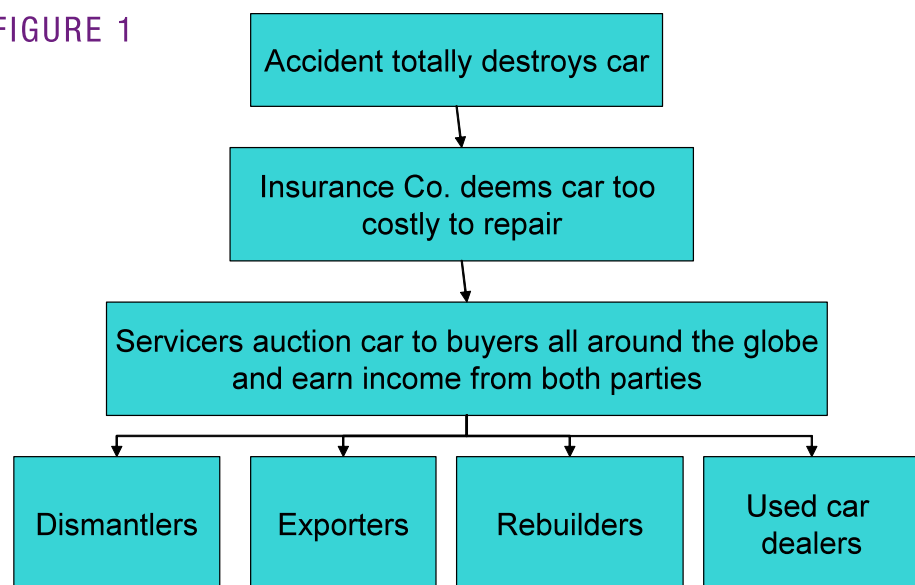 FIGURE 1
Accident totally destroys car
Insurance Co. deems car too
costly to repair
Servicers auction car to buyers all around the globe
and earn income from both parties
Dismantlers
Exporters
Rebuilders
Used car
dealers